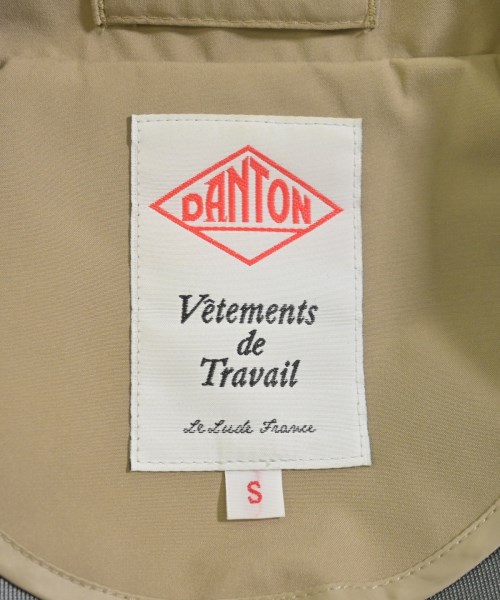 DANTON
Vêtements
de
Travail
Le Lude France
S